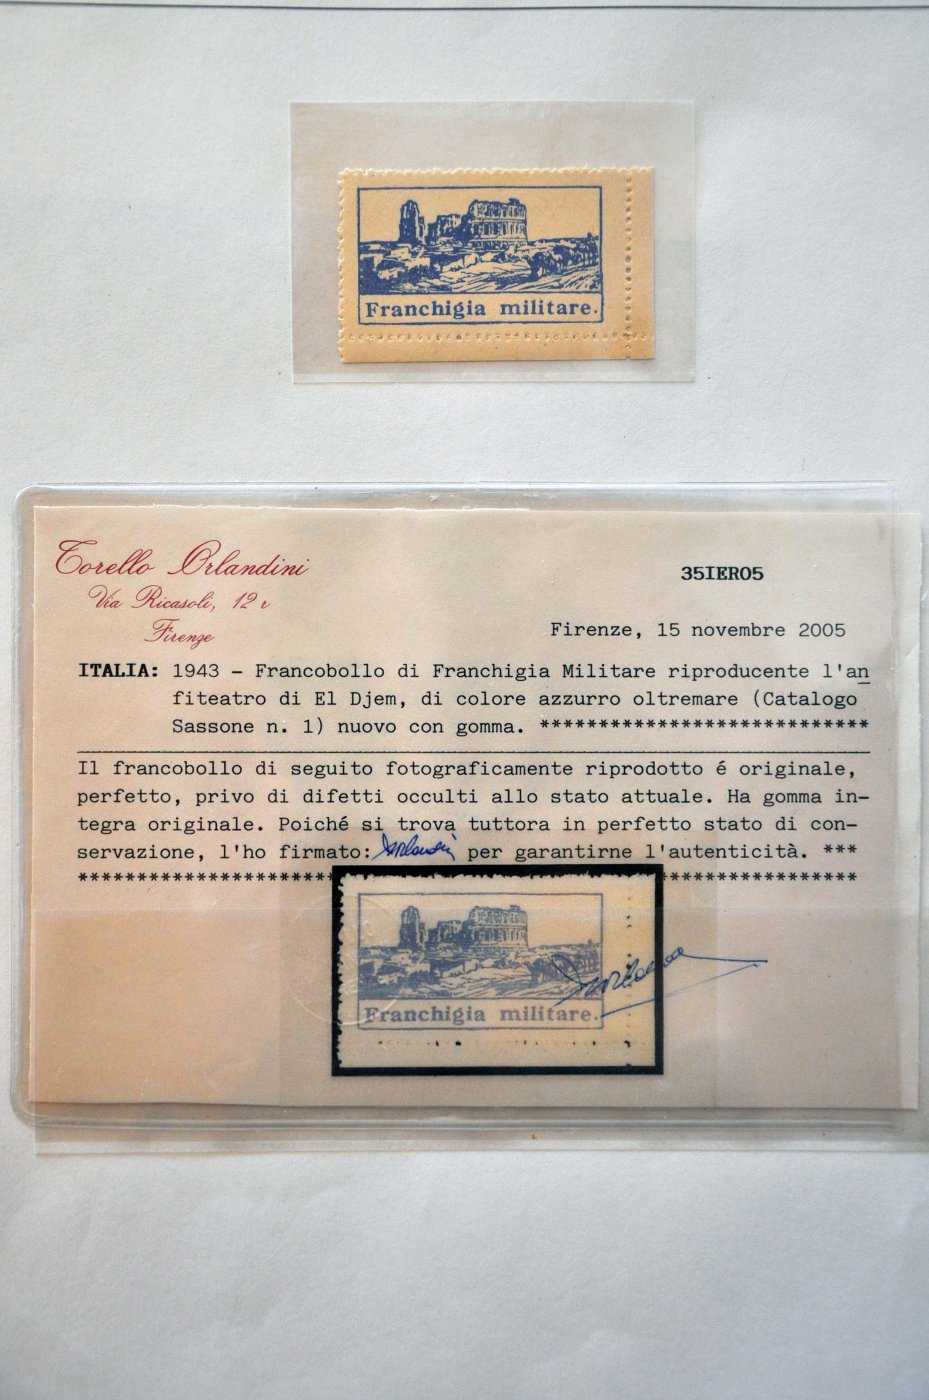 Franchigia militare.
Torello Orlandini
Via Ricasoli, 12 r
Firenze
35IERO5
Firenze, 15 novembre 2005
ITALIA: 1943 – Francobollo di Franchigia Militare riproducente l'an
fiteatro di El Djem, di colore azzurro oltremare (Catalogo
Sassone n. 1) nuovo con gomma. ****************************
Il francobollo di seguito fotograficamente riprodotto é originale,
perfetto, privo di difetti occulti allo stato attuale. Ha gomma in–
tegra originale. Poiché si trova tuttora in perfetto stato di con–
servazione, l'ho firmato: per garantirne l'autenticità. ***
Franchigia militare.